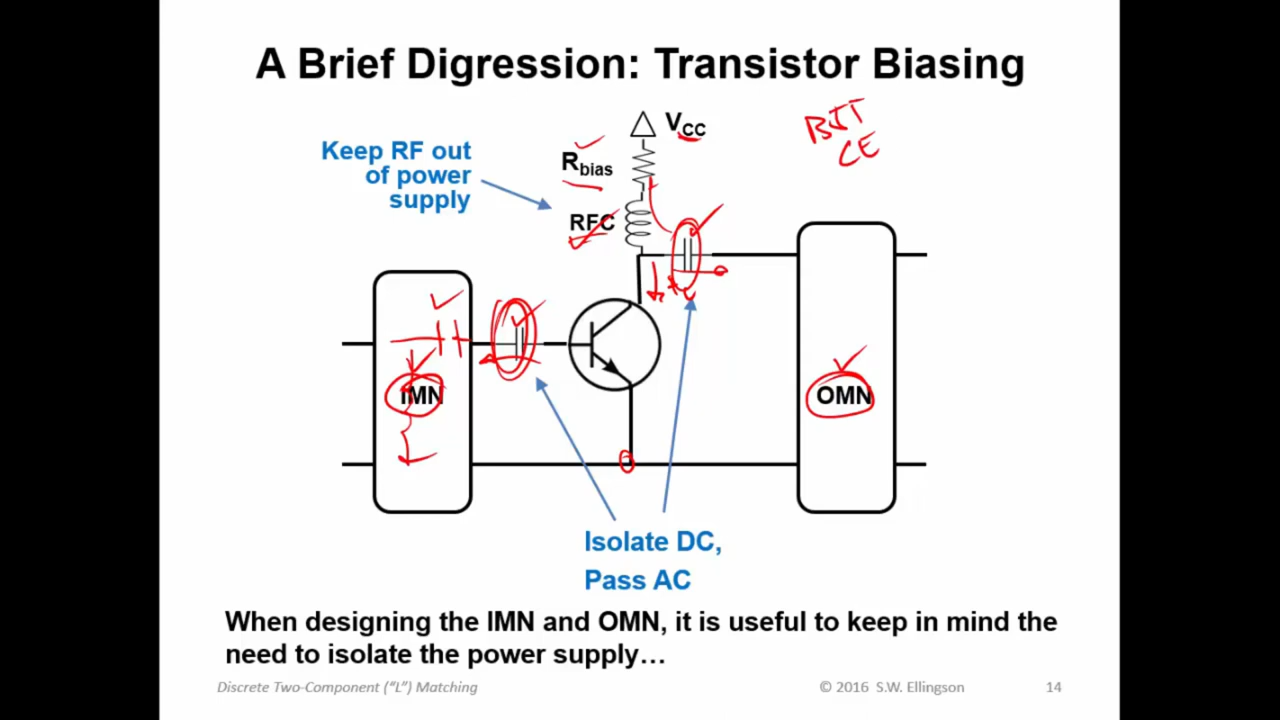 A Brief Digression: Transistor Biasing
VCC
BJT
CE
Keep RF out
of power
supply
Rbias
RFC
IMN
OMN
Isolate DC,
Pass AC
When designing the IMN and OMN, it is useful to keep in mind the
need to isolate the power supply…
Discrete Two-Component (“L”) Matching
© 2016 S.W. Ellingson
14